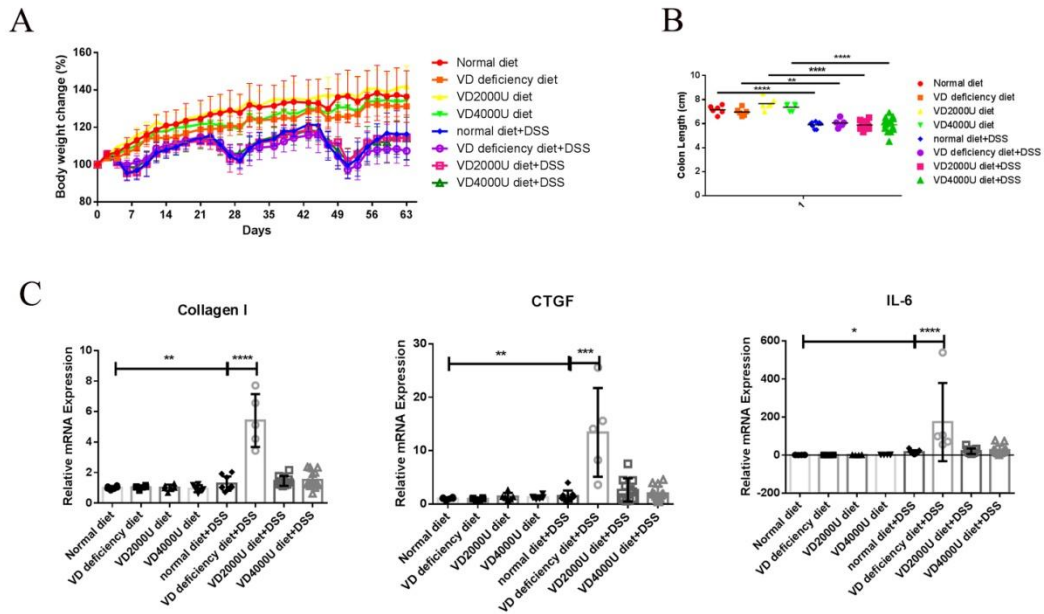 A
Body weight change (%)
160
140
120
100
80
0 7 14 21 28 35 42 49 56 63
Days
Normal diet
VD deficiency diet
VD2000U diet
VD4000U diet
normal diet+DSS
VD deficiency diet+DSS
VD2000U diet+DSS
VD4000U diet+DSS
B
Colon Length (cm)
10
8
6
4
2
0
****
****
**
****
Normal diet
VD deficiency diet
VD2000U diet
VD4000U diet
normal diet+DSS
VD deficiency diet+DSS
VD2000U diet+DSS
VD4000U diet+DSS
C
Collagen I
Relative mRNA Expression
10
8
6
4
2
0
** ****
Normal diet
VD deficiency diet
VD2000U diet
VD4000U diet
normal diet+DSS
VD deficiency diet+DSS
VD2000U diet+DSS
VD4000U diet+DSS
CTGF
Relative mRNA Expression
30
20
10
0
** ***
Normal diet
VD deficiency diet
VD2000U diet
VD4000U diet
normal diet+DSS
VD deficiency diet+DSS
VD2000U diet+DSS
VD4000U diet+DSS
IL-6
Relative mRNA Expression
600
400
200
0
-200
* ****
Normal diet
VD deficiency diet
VD2000U diet
VD4000U diet
normal diet+DSS
VD deficiency diet+DSS
VD2000U diet+DSS
VD4000U diet+DSS